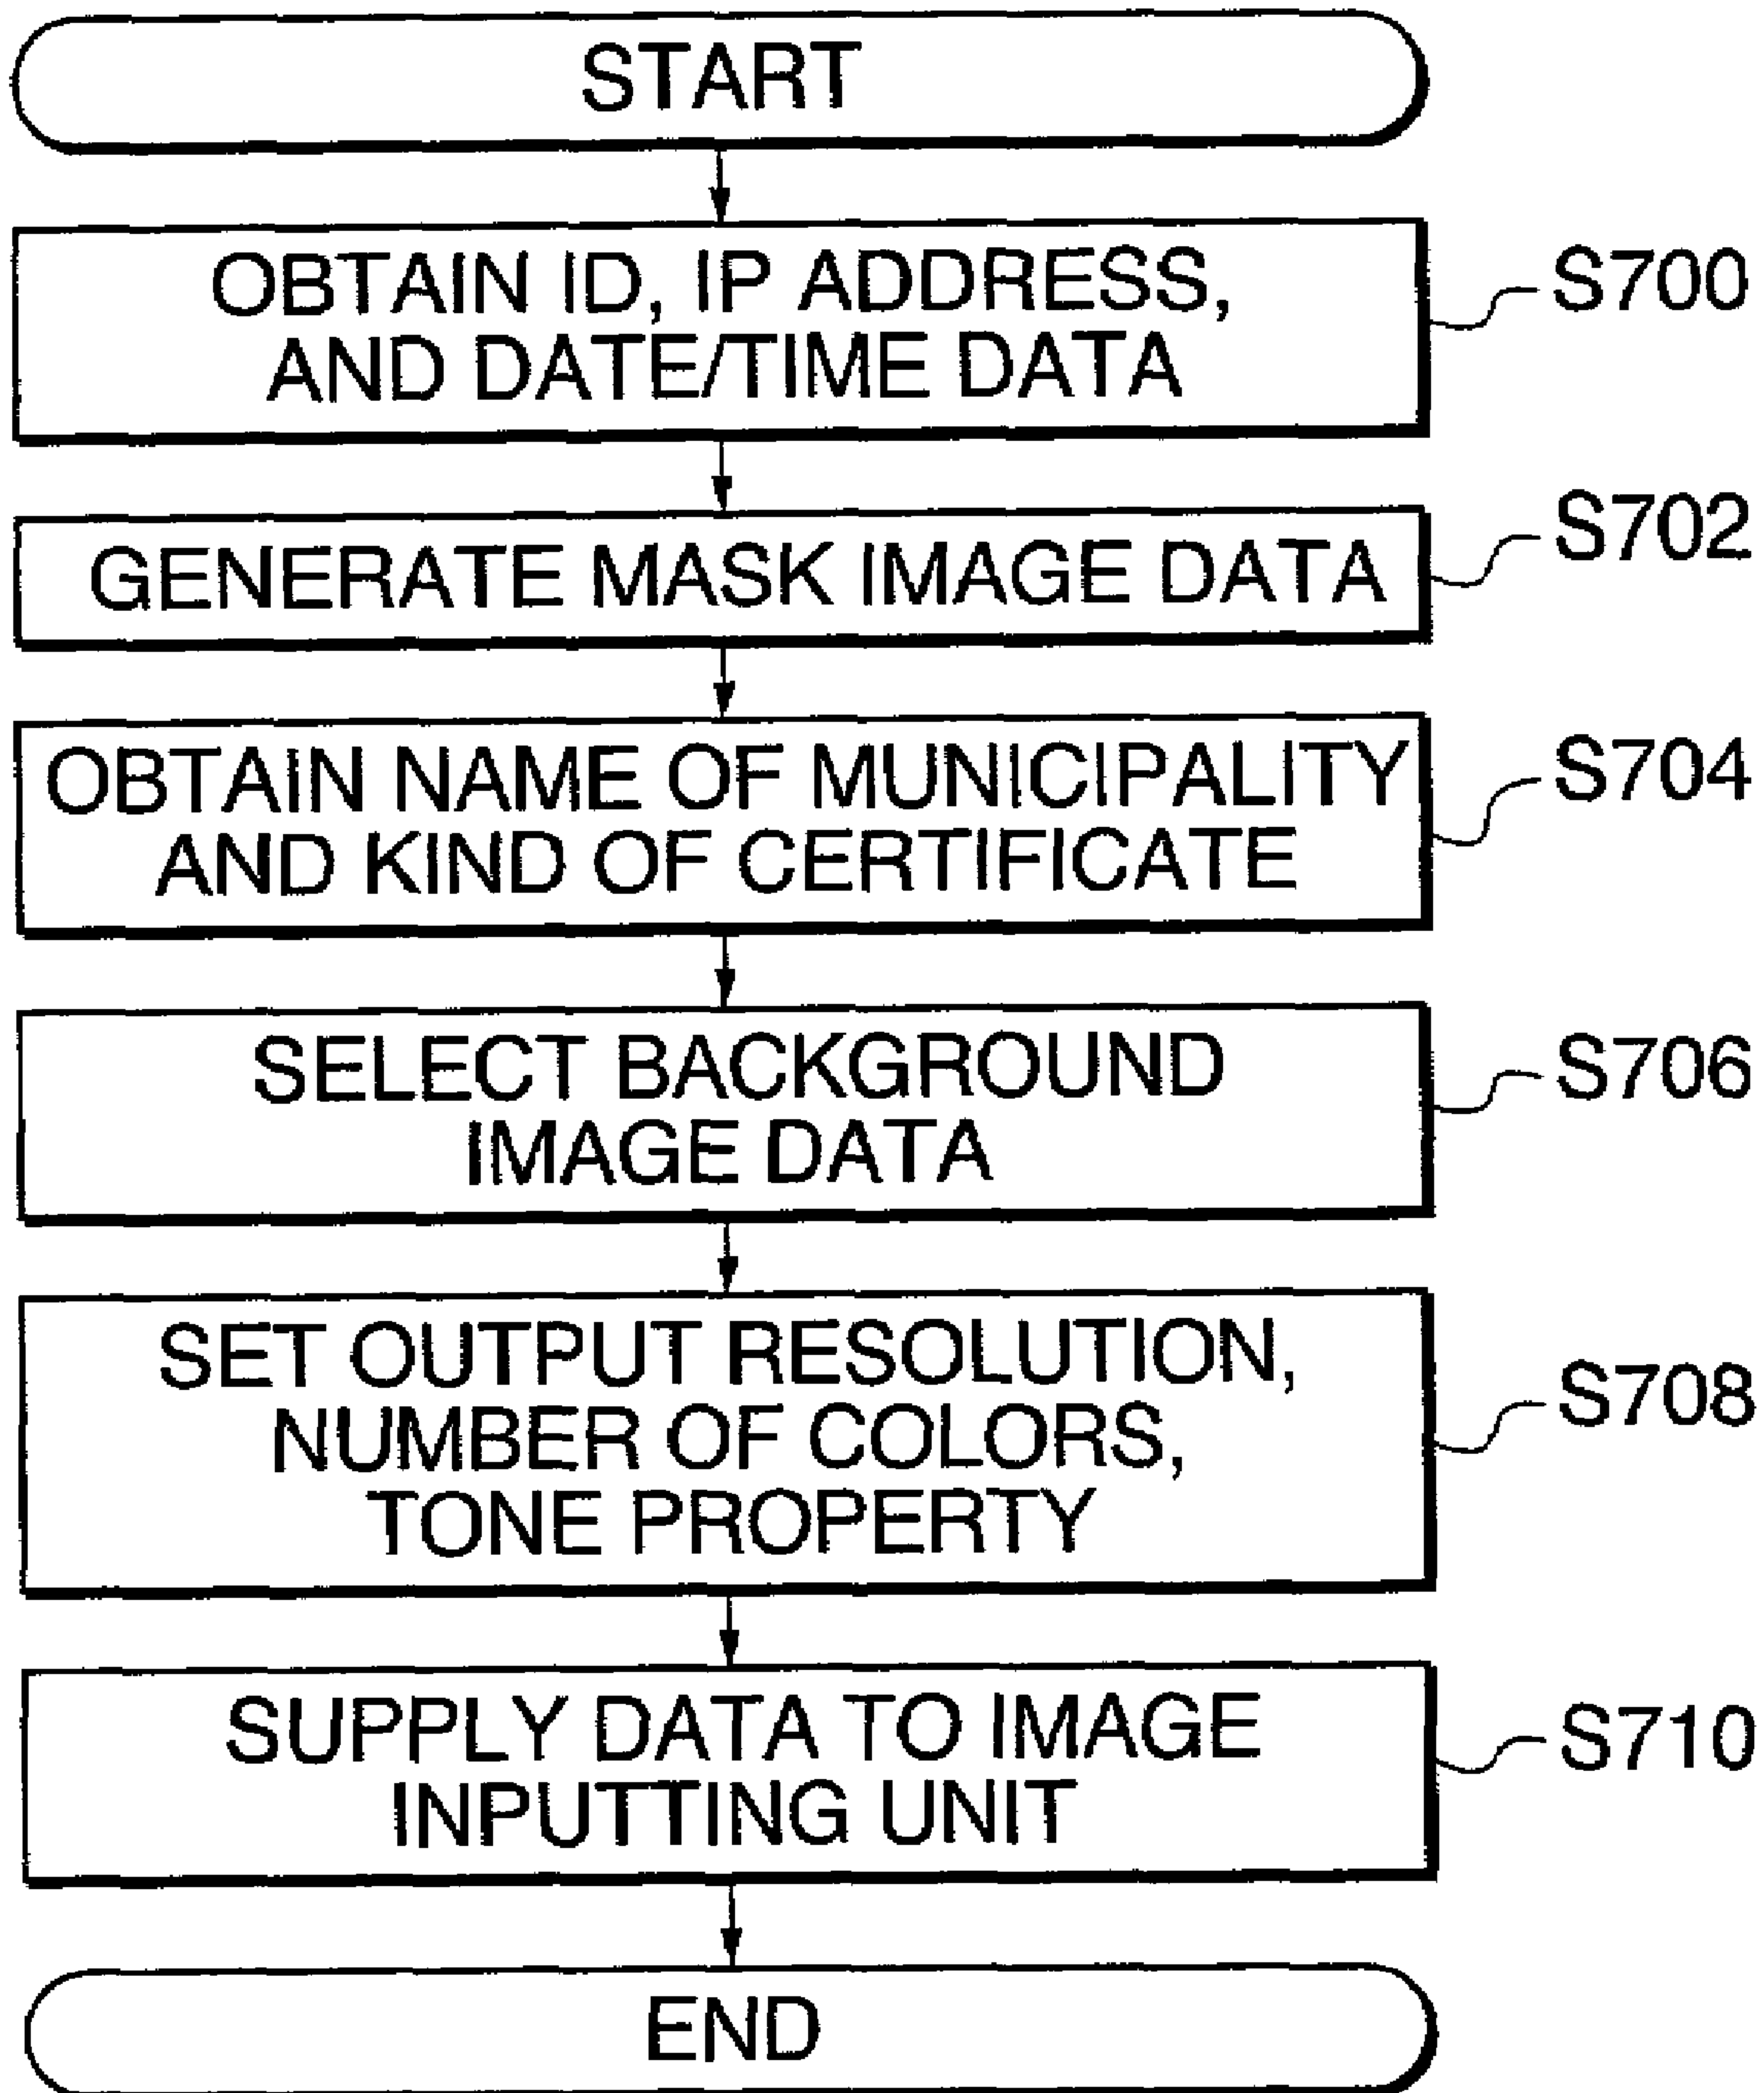 START
OBTAIN ID, IP ADDRESS,
AND DATE/TIME DATA
S700
GENERATE MASK IMAGE DATA
S702
OBTAIN NAME OF MUNICIPALITY
AND KIND OF CERTIFICATE
S704
SELECT BACKGROUND
IMAGE DATA
S706
SET OUTPUT RESOLUTION,
NUMBER OF COLORS,
TONE PROPERTY
S708
SUPPLY DATA TO IMAGE
INPUTTING UNIT
S710
END